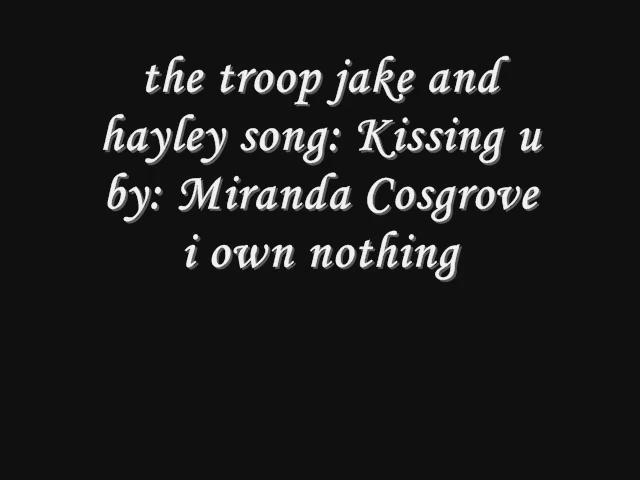 the troop jake and
hayley song: Kissing u
by: Miranda Cosgrove
i own nothing